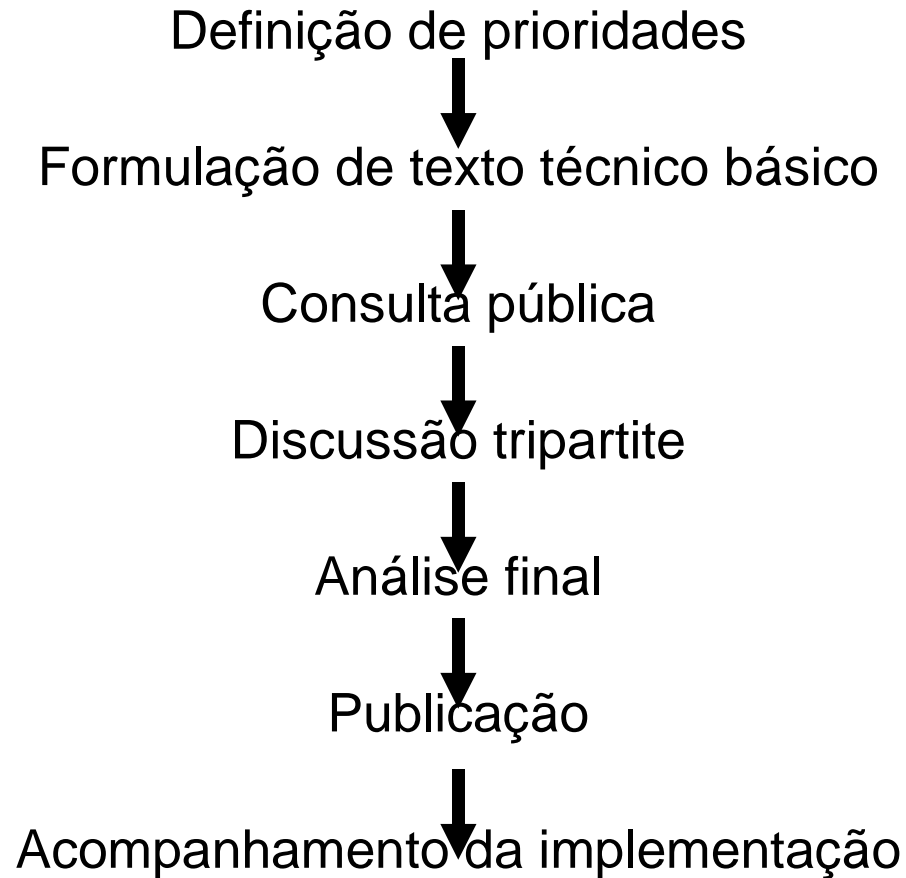 Definição de prioridades
Formulação de texto técnico básico
Consulta pública
Discussão tripartite
Análise final
Publicação
Acompanhamento da implementação